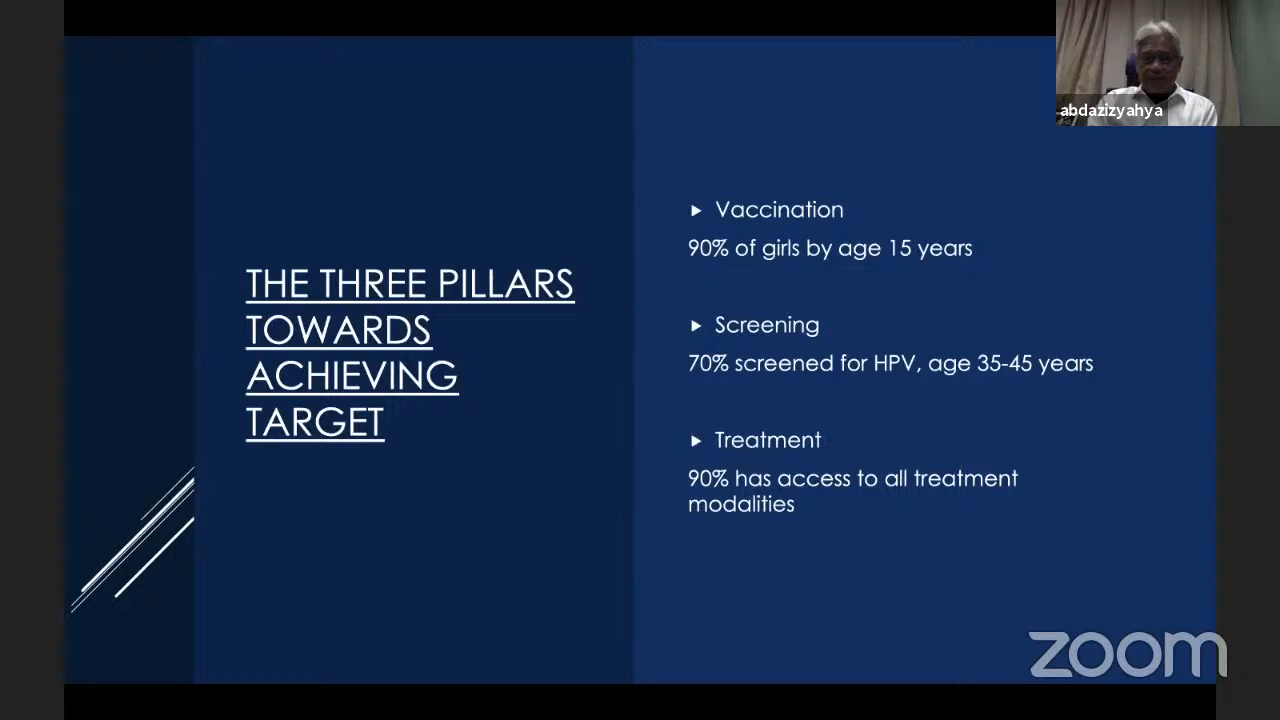 abdazizyahya
THE THREE PILLARS
TOWARDS
ACHIEVING
TARGET
Vaccination
90% of girls by age 15 years
Screening
70% screened for HPV, age 35-45 years
Treatment
90% has access to all treatment
modalities
zoom